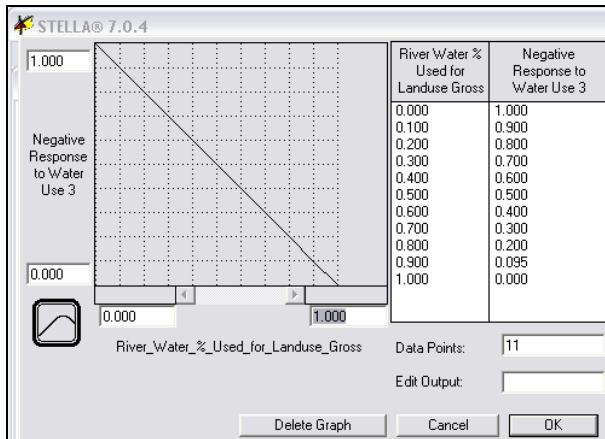 STELLA® 7.0.4
1.000
Negative
Response
to Water
Use 3
0.000
0.000
1.000
River_Water_%_Used_for_Landuse_Gross
River Water %
Used for
Landuse Gross
Negative
Response to
Water Use 3
0.000 1.000
0.100 0.900
0.200 0.800
0.300 0.700
0.400 0.600
0.500 0.500
0.600 0.400
0.700 0.300
0.800 0.200
0.900 0.095
1.000 0.000
Data Points: 11
Edit Output:
Delete Graph
Cancel
OK